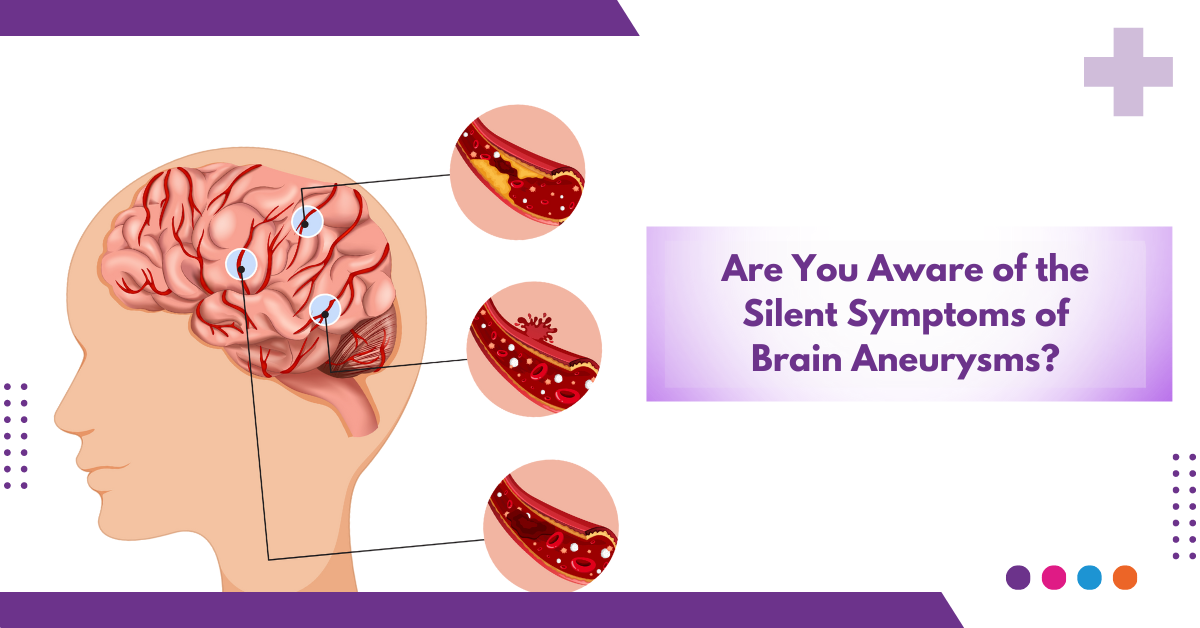 Are You Aware of the
Silent Symptoms of
Brain Aneurysms?